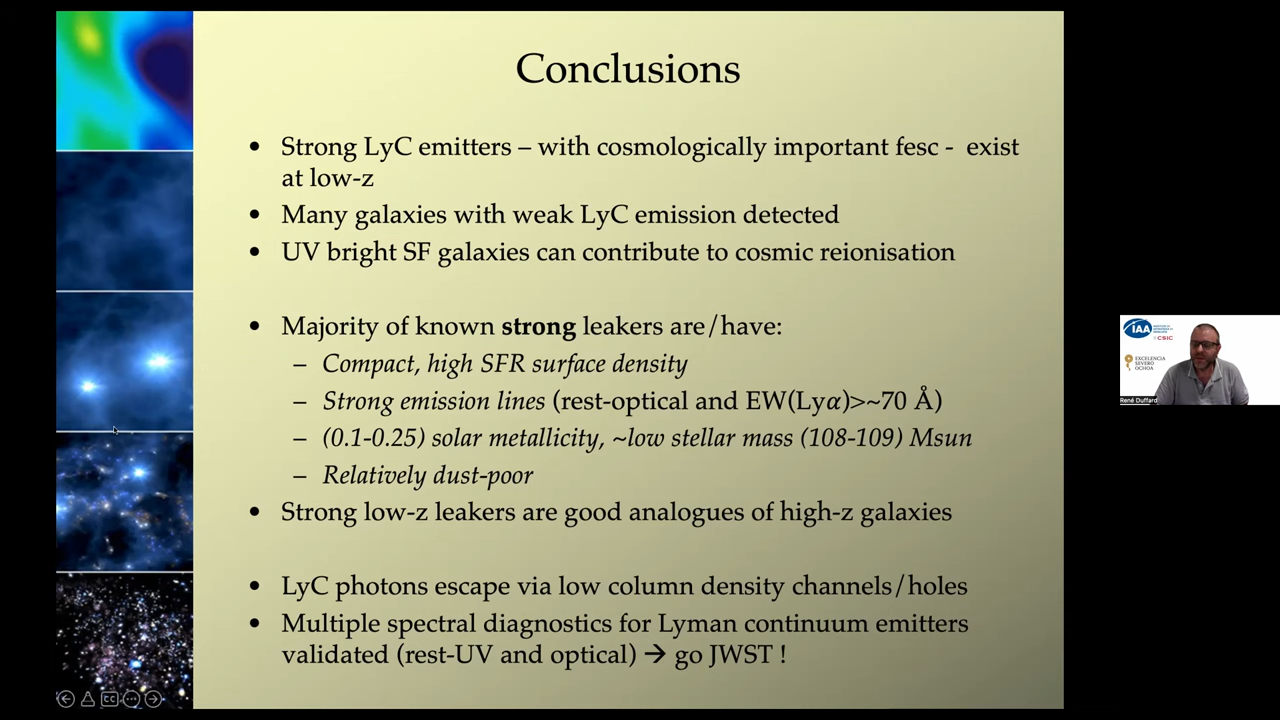 Conclusions
• Strong LyC emitters – with cosmologically important fesc - exist
at low-z
• Many galaxies with weak LyC emission detected
• UV bright SF galaxies can contribute to cosmic reionisation
• Majority of known strong leakers are/have:
– Compact, high SFR surface density
– Strong emission lines (rest-optical and EW(Lyα)>~70 Å)
– (0.1-0.25) solar metallicity, ~low stellar mass (108-109) Msun
– Relatively dust-poor
• Strong low-z leakers are good analogues of high-z galaxies
• LyC photons escape via low column density channels/holes
• Multiple spectral diagnostics for Lyman continuum emitters
validated (rest-UV and optical) → go JWST !
CC
IAA
CSIC
EXCELENCIA
SEVERO
OCHOA
René Duffard